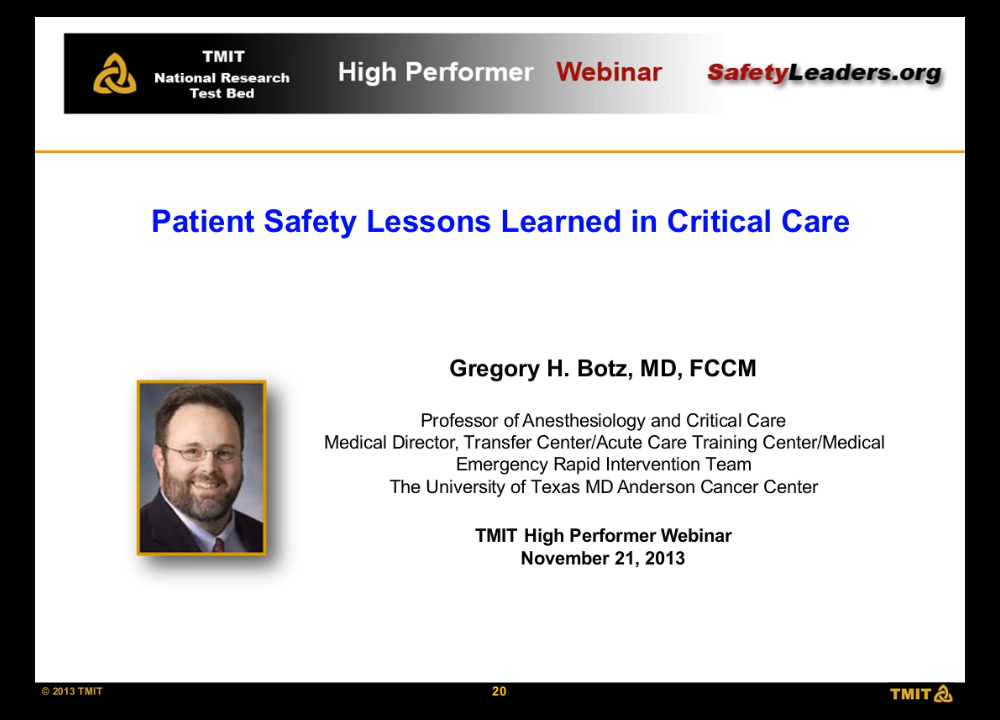 TMIT
National Research
Test Bed
High Performer Webinar
SafetyLeaders.org
Patient Safety Lessons Learned in Critical Care
Gregory H. Botz, MD, FCCM
Professor of Anesthesiology and Critical Care
Medical Director, Transfer Center/Acute Care Training Center/Medical
Emergency Rapid Intervention Team
The University of Texas MD Anderson Cancer Center
TMIT High Performer Webinar
November 21, 2013
© 2013 TMIT
20
TMIT